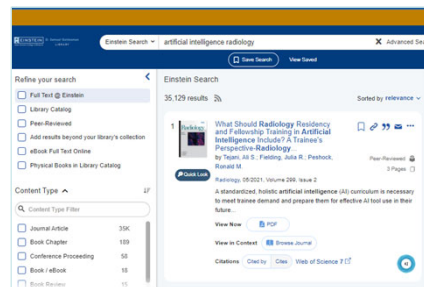 EINSTEIN
LIBRARY
Einstein Search
artificial intelligence radiology
X Advanced Sea
Save Search
View Saved
Refine your search
Full Text @ Einstein
Library Catalog
Peer-Reviewed
Add results beyond your library's collection
eBook Full Text Online
Physical Books in Library Catalog
Content Type
Content Type Filter
Journal Article 35K
Book Chapter 189
Conference Proceeding 58
Book / eBook 18
Book Review 15
Einstein Search
35,129 results
Sorted by relevance
1
Radiology
Quick Look
What Should Radiology Residency
and Fellowship Training in Artificial
Intelligence Include? A Trainee's
Perspective-Radiology...
by Tejani, Ali S.; Fielding, Julia R.; Peshock,
Ronald M.
Radiology, 05/2021, Volume 299, Issue 2
Peer-Reviewed
3 Pages
A standardized, holistic artificial intelligence (AI) curriculum is necessary
to meet trainee demand and prepare them for effective AI tool use in their
future...
View Now PDF
View in Context Browse Journal
Citations Cited by Cites Web of Science 7